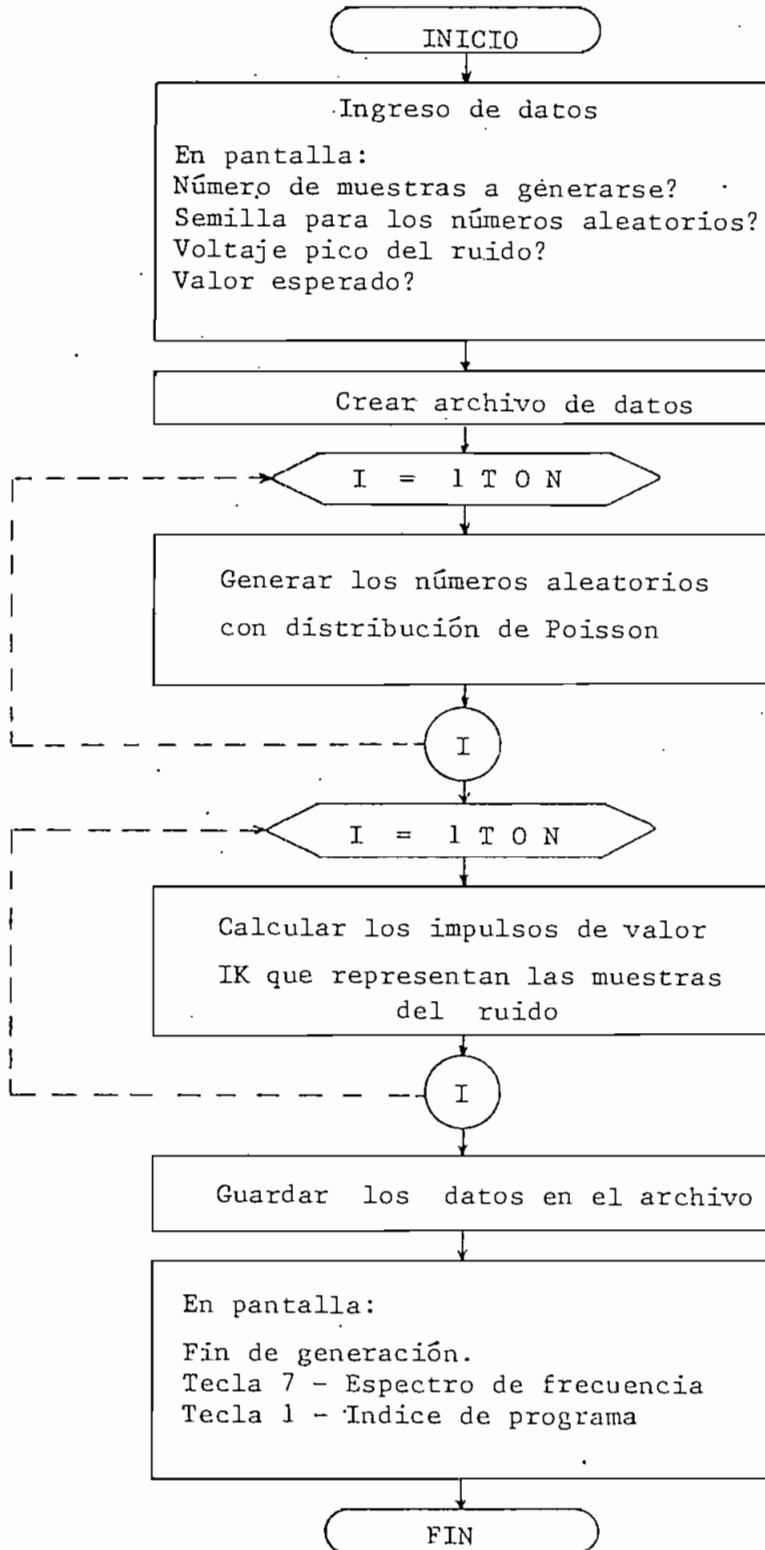 INICIO
Ingreso de datos
En pantalla:
Número de muestras a génerarse?
Semilla para los números aleatorios?
Voltaje pico del ruido?
Valor esperado?
Crear archivo de datos
I = 1 T O N
Generar los números aleatorios
con distribución de Poisson
I
I = 1 T O N
Calcular los impulsos de valor
IK que representan las muestras
del ruido
I
Guardar los datos en el archivo
En pantalla:
Fin de generación.
Tecla 7 - Espectro de frecuencia
Tecla 1 - Indice de programa
FIN